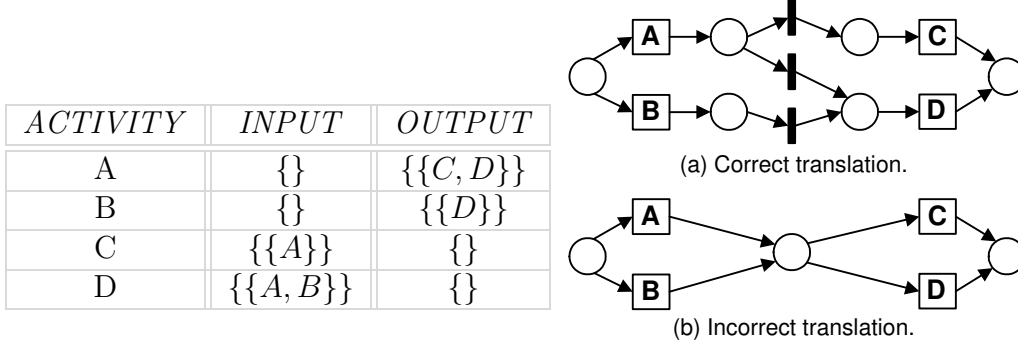 ACTIVITY INPUT OUTPUT
A {} {{C, D}}
B {} {{D}}
C {{A}} {}
D {{A, B}} {}
A C
B D
(a) Correct translation.
A C
B D
(b) Incorrect translation.